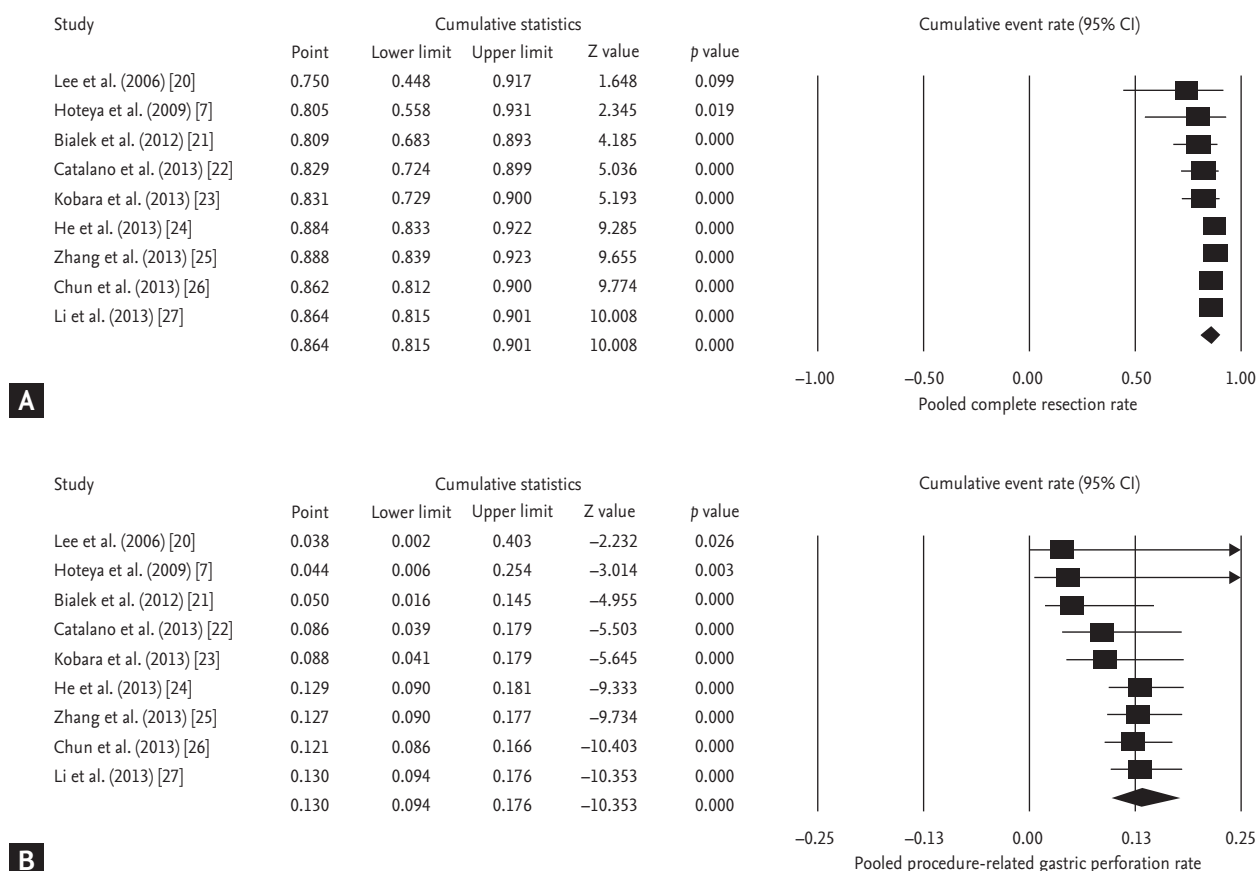 Study Cumulative statistics Cumulative event rate (95% CI)
Point Lower limit Upper limit Z value p value
Lee et al. (2006) [20] 0.750 0.448 0.917 1.648 0.099
Hoteya et al. (2009) [7] 0.805 0.558 0.931 2.345 0.019
Bialek et al. (2012) [21] 0.809 0.683 0.893 4.185 0.000
Catalano et al. (2013) [22] 0.829 0.724 0.899 5.036 0.000
Kobara et al. (2013) [23] 0.831 0.729 0.900 5.193 0.000
He et al. (2013) [24] 0.884 0.833 0.922 9.285 0.000
Zhang et al. (2013) [25] 0.888 0.839 0.923 9.655 0.000
Chun et al. (2013) [26] 0.862 0.812 0.900 9.774 0.000
Li et al. (2013) [27] 0.864 0.815 0.901 10.008 0.000
0.864 0.815 0.901 10.008 0.000
−1.00 −0.50 0.00 0.50 1.00
A Pooled complete resection rate
Study Cumulative statistics Cumulative event rate (95% CI)
Point Lower limit Upper limit Z value p value
Lee et al. (2006) [20] 0.038 0.002 0.403 −2.232 0.026
Hoteya et al. (2009) [7] 0.044 0.006 0.254 −3.014 0.003
Bialek et al. (2012) [21] 0.050 0.016 0.145 −4.955 0.000
Catalano et al. (2013) [22] 0.086 0.039 0.179 −5.503 0.000
Kobara et al. (2013) [23] 0.088 0.041 0.179 −5.645 0.000
He et al. (2013) [24] 0.129 0.090 0.181 −9.333 0.000
Zhang et al. (2013) [25] 0.127 0.090 0.177 −9.734 0.000
Chun et al. (2013) [26] 0.121 0.086 0.166 −10.403 0.000
Li et al. (2013) [27] 0.130 0.094 0.176 −10.353 0.000
0.130 0.094 0.176 −10.353 0.000
−0.25 −0.13 0.00 0.13 0.25
B Pooled procedure-related gastric perforation rate